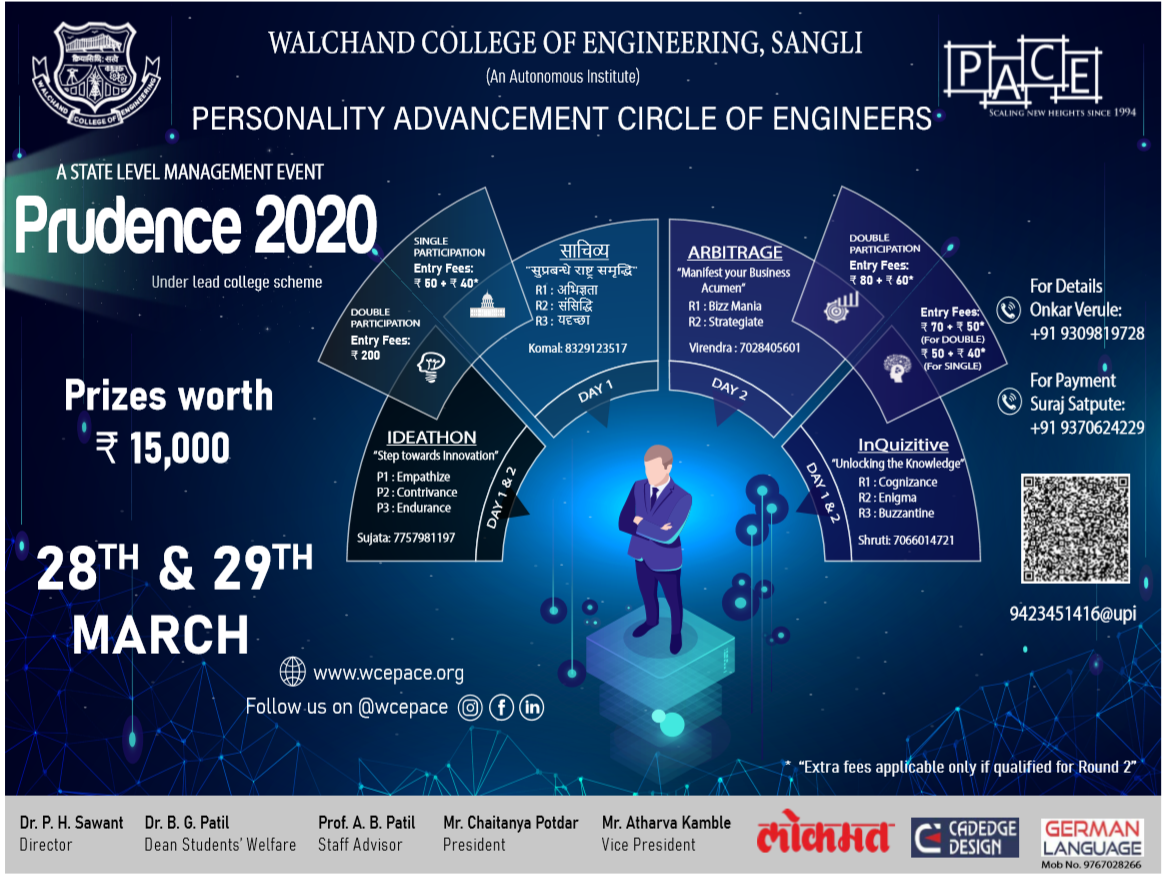 WALCHAND COLLEGE OF ENGINEERING, SANGLI
(An Autonomous Institute)
PERSONALITY ADVANCEMENT CIRCLE OF ENGINEERS
क्रियासिद्धि: सत्त्वे
WALCHAND COLLEGE OF ENGINEERING
PACE
SCALING NEW HEIGHTS SINCE 1994
A STATE LEVEL MANAGEMENT EVENT
Prudence 2020
Under lead college scheme
Prizes worth
₹ 15,000
28TH & 29TH
MARCH
DOUBLE
PARTICIPATION
Entry Fees:
₹ 200
IDEATHON
“Step towards Innovation”
P1 : Empathize
P2 : Contrivance
P3 : Endurance
Sujata: 7757981197
DAY 1 & 2
SINGLE
PARTICIPATION
Entry Fees:
₹ 50 + ₹ 40*
साचिव्य
"सुप्रबन्धे राष्ट्र समृद्धि"
R1 : अभिज्ञता
R2 : संसिद्धि
R3 : यदृच्छा
Komal: 8329123517
DAY 1
ARBITRAGE
“Manifest your Business
Acumen”
R1 : Bizz Mania
R2 : Strategiate
Virendra : 7028405601
DAY 2
DOUBLE
PARTICIPATION
Entry Fees:
₹ 80 + ₹ 60*
Entry Fees:
₹ 70 + ₹ 50*
(For DOUBLE)
₹ 50 + ₹ 40*
(For SINGLE)
InQuizitive
“Unlocking the Knowledge”
R1 : Cognizance
R2 : Enigma
R3 : Buzzantine
Shruti: 7066014721
DAY 1 & 2
For Details
Onkar Verule:
+91 9309819728
For Payment
Suraj Satpute:
+91 9370624229
9423451416@upi
www.wcepace.org
Follow us on @wcepace
* “Extra fees applicable only if qualified for Round 2”
Dr. P. H. Sawant
Director
Dr. B. G. Patil
Dean Students’ Welfare
Prof. A. B. Patil
Staff Advisor
Mr. Chaitanya Potdar
President
Mr. Atharva Kamble
Vice President
लोकमत
CADEDGE
DESIGN
GERMAN
LANGUAGE
Mob No. 9767028266